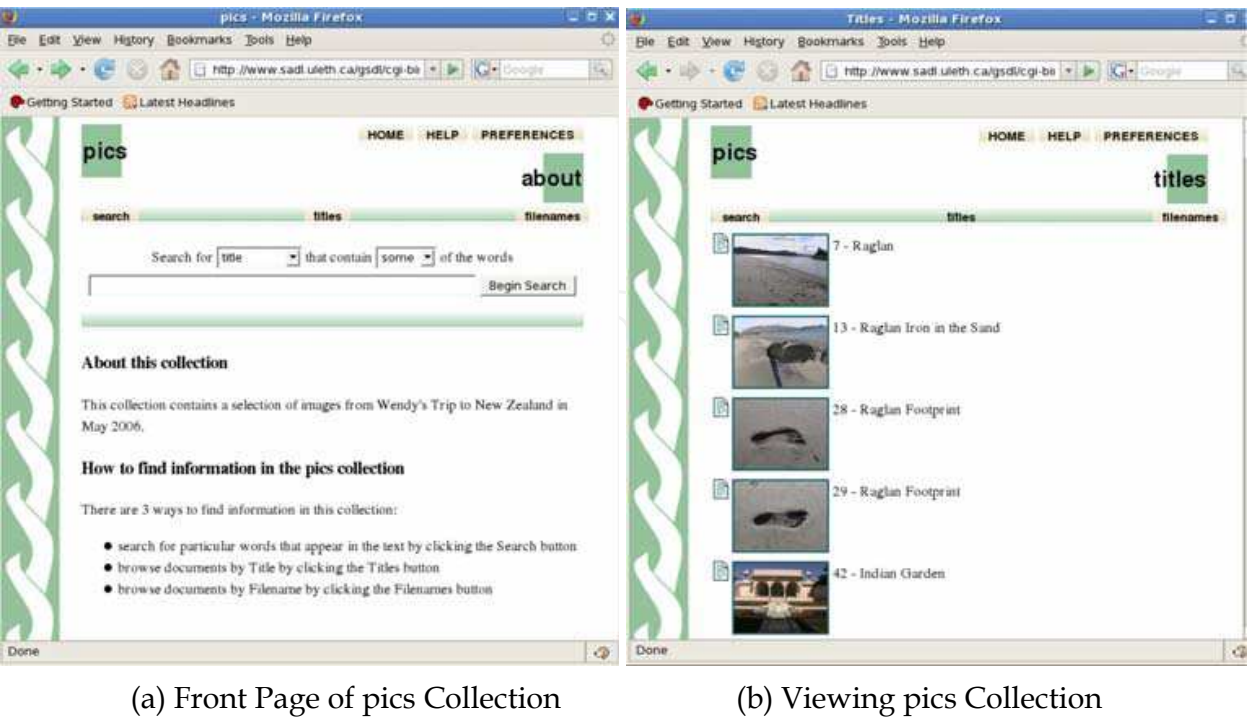 pics - Mozilla Firefox
File Edit View History Bookmarks Tools Help
http://www.sadl.uleth.ca/gsdl/cgi-bin
Google
Getting Started Latest Headlines
pics
HOME HELP PREFERENCES
about
search titles filenames
Search for title that contain some of the words
Begin Search
About this collection
This collection contains a selection of images from Wendy's Trip to New Zealand in
May 2006.
How to find information in the pics collection
There are 3 ways to find information in this collection:
● search for particular words that appear in the text by clicking the Search button
● browse documents by Title by clicking the Titles button
● browse documents by Filename by clicking the Filenames button
Done
(a) Front Page of pics Collection
Titles - Mozilla Firefox
File Edit View History Bookmarks Tools Help
http://www.sadl.uleth.ca/gsdl/cgi-bin
Google
Getting Started Latest Headlines
pics
HOME HELP PREFERENCES
titles
search titles filenames
7 - Raglan
13 - Raglan Iron in the Sand
28 - Raglan Footprint
29 - Raglan Footprint
42 - Indian Garden
Done
(b) Viewing pics Collection